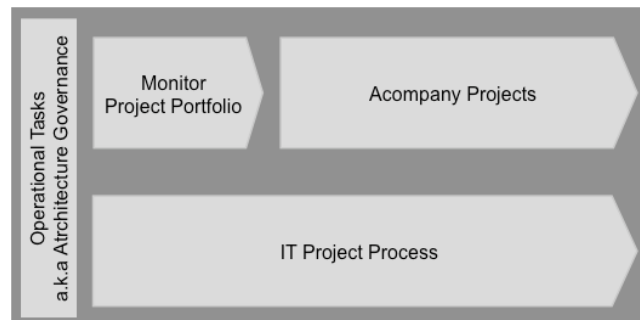 Operational Tasks
a.k.a Atrchitecture Governance
Monitor
Project Portfolio
Acompany Projects
IT Project Process